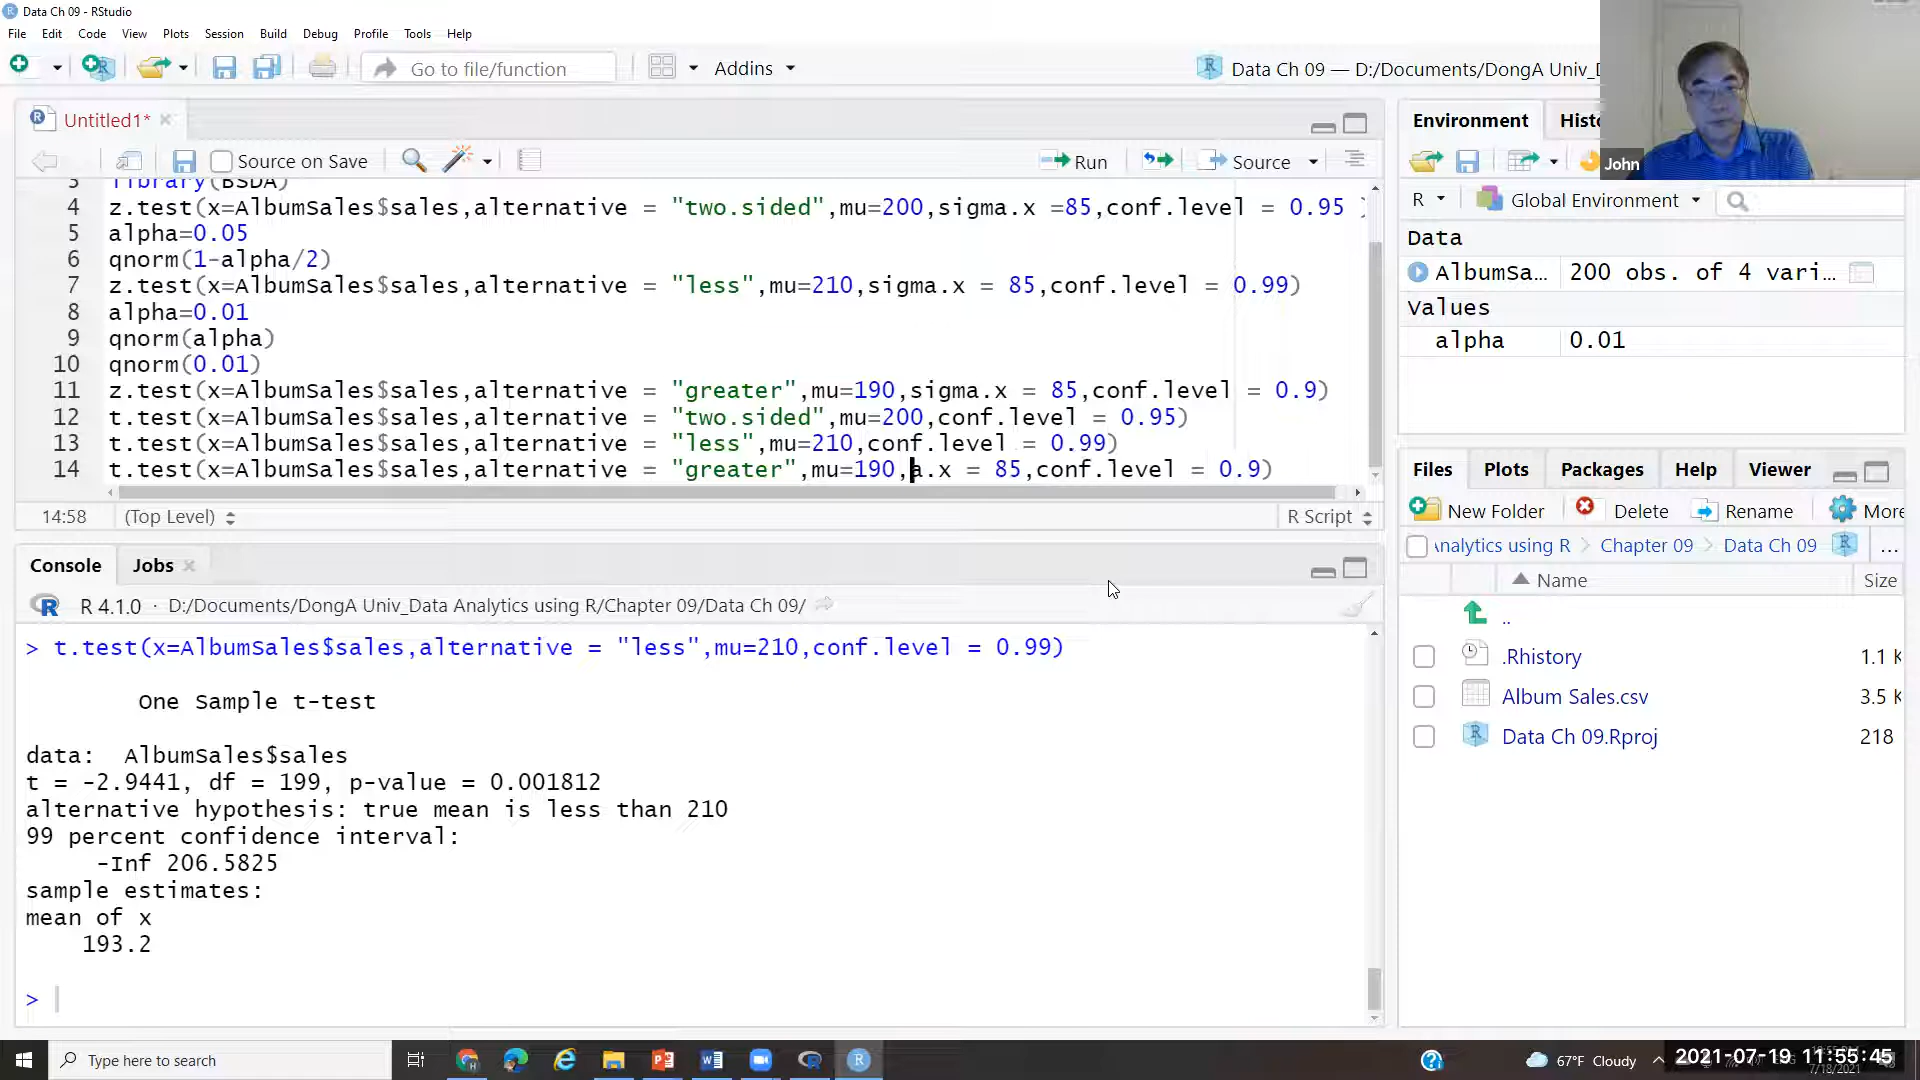 Data Ch 09 - RStudio
File Edit Code View Plots Session Build Debug Profile Tools Help
Go to file/function Addins Data Ch 09 — D:/Documents/DongA Univ_
Untitled1*
Source on Save Run Source
3 library(BSDA)
4 z.test(x=AlbumSales$sales,alternative = "two.sided",mu=200,sigma.x =85,conf.level = 0.95 )
5 alpha=0.05
6 qnorm(1-alpha/2)
7 z.test(x=AlbumSales$sales,alternative = "less",mu=210,sigma.x = 85,conf.level = 0.99)
8 alpha=0.01
9 qnorm(alpha)
10 qnorm(0.01)
11 z.test(x=AlbumSales$sales,alternative = "greater",mu=190,sigma.x = 85,conf.level = 0.9)
12 t.test(x=AlbumSales$sales,alternative = "two.sided",mu=200,conf.level = 0.95)
13 t.test(x=AlbumSales$sales,alternative = "less",mu=210,conf.level = 0.99)
14 t.test(x=AlbumSales$sales,alternative = "greater",mu=190,a.x = 85,conf.level = 0.9)
14:58 (Top Level) R Script
Console Jobs
R 4.1.0 · D:/Documents/DongA Univ_Data Analytics using R/Chapter 09/Data Ch 09/
> t.test(x=AlbumSales$sales,alternative = "less",mu=210,conf.level = 0.99)
One Sample t-test
data: AlbumSales$sales
t = -2.9441, df = 199, p-value = 0.001812
alternative hypothesis: true mean is less than 210
99 percent confidence interval:
-Inf 206.5825
sample estimates:
mean of x
193.2
>
Environment Histo
John
R Global Environment
Data
AlbumSa... 200 obs. of 4 vari...
Values
alpha 0.01
Files Plots Packages Help Viewer
New Folder Delete Rename More
nalytics using R > Chapter 09 > Data Ch 09 ...
Name Size
..
.Rhistory 1.1 K
Album Sales.csv 3.5 K
Data Ch 09.Rproj 218
Type here to search
67°F Cloudy
2021-07-19 11:55:45
7/18/2021